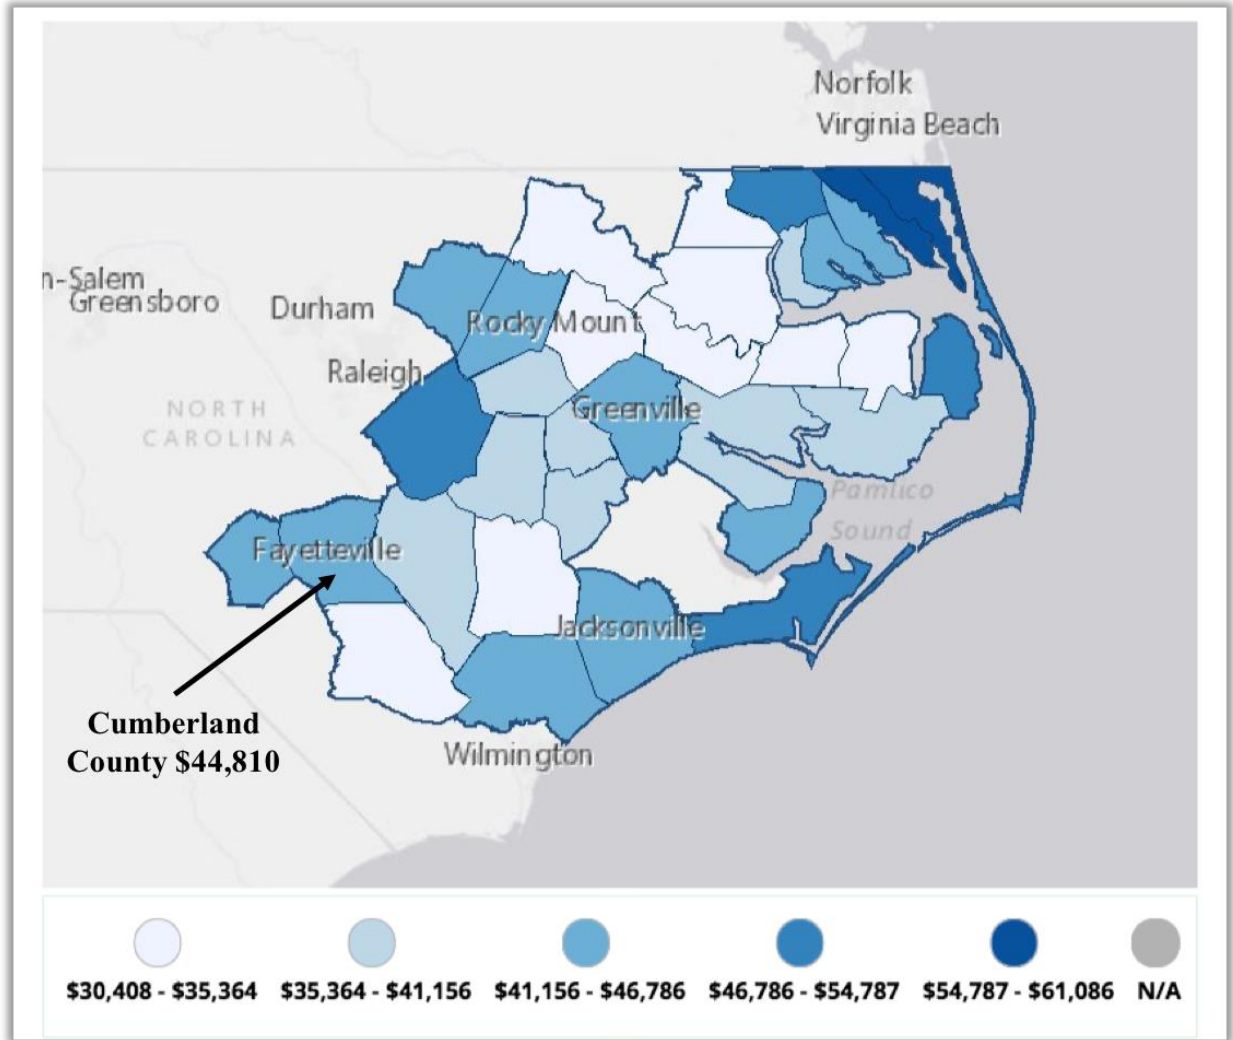 Norfolk
Virginia Beach
n-Salem
Greensboro
Durham
Rocky Mount
Raleigh
NORTH
CAROLINA
Greenville
Pamlico
Sound
Fayetteville
Jacksonville
Cumberland
County $44,810
Wilmington
$30,408 - $35,364 $35,364 - $41,156 $41,156 - $46,786 $46,786 - $54,787 $54,787 - $61,086 N/A